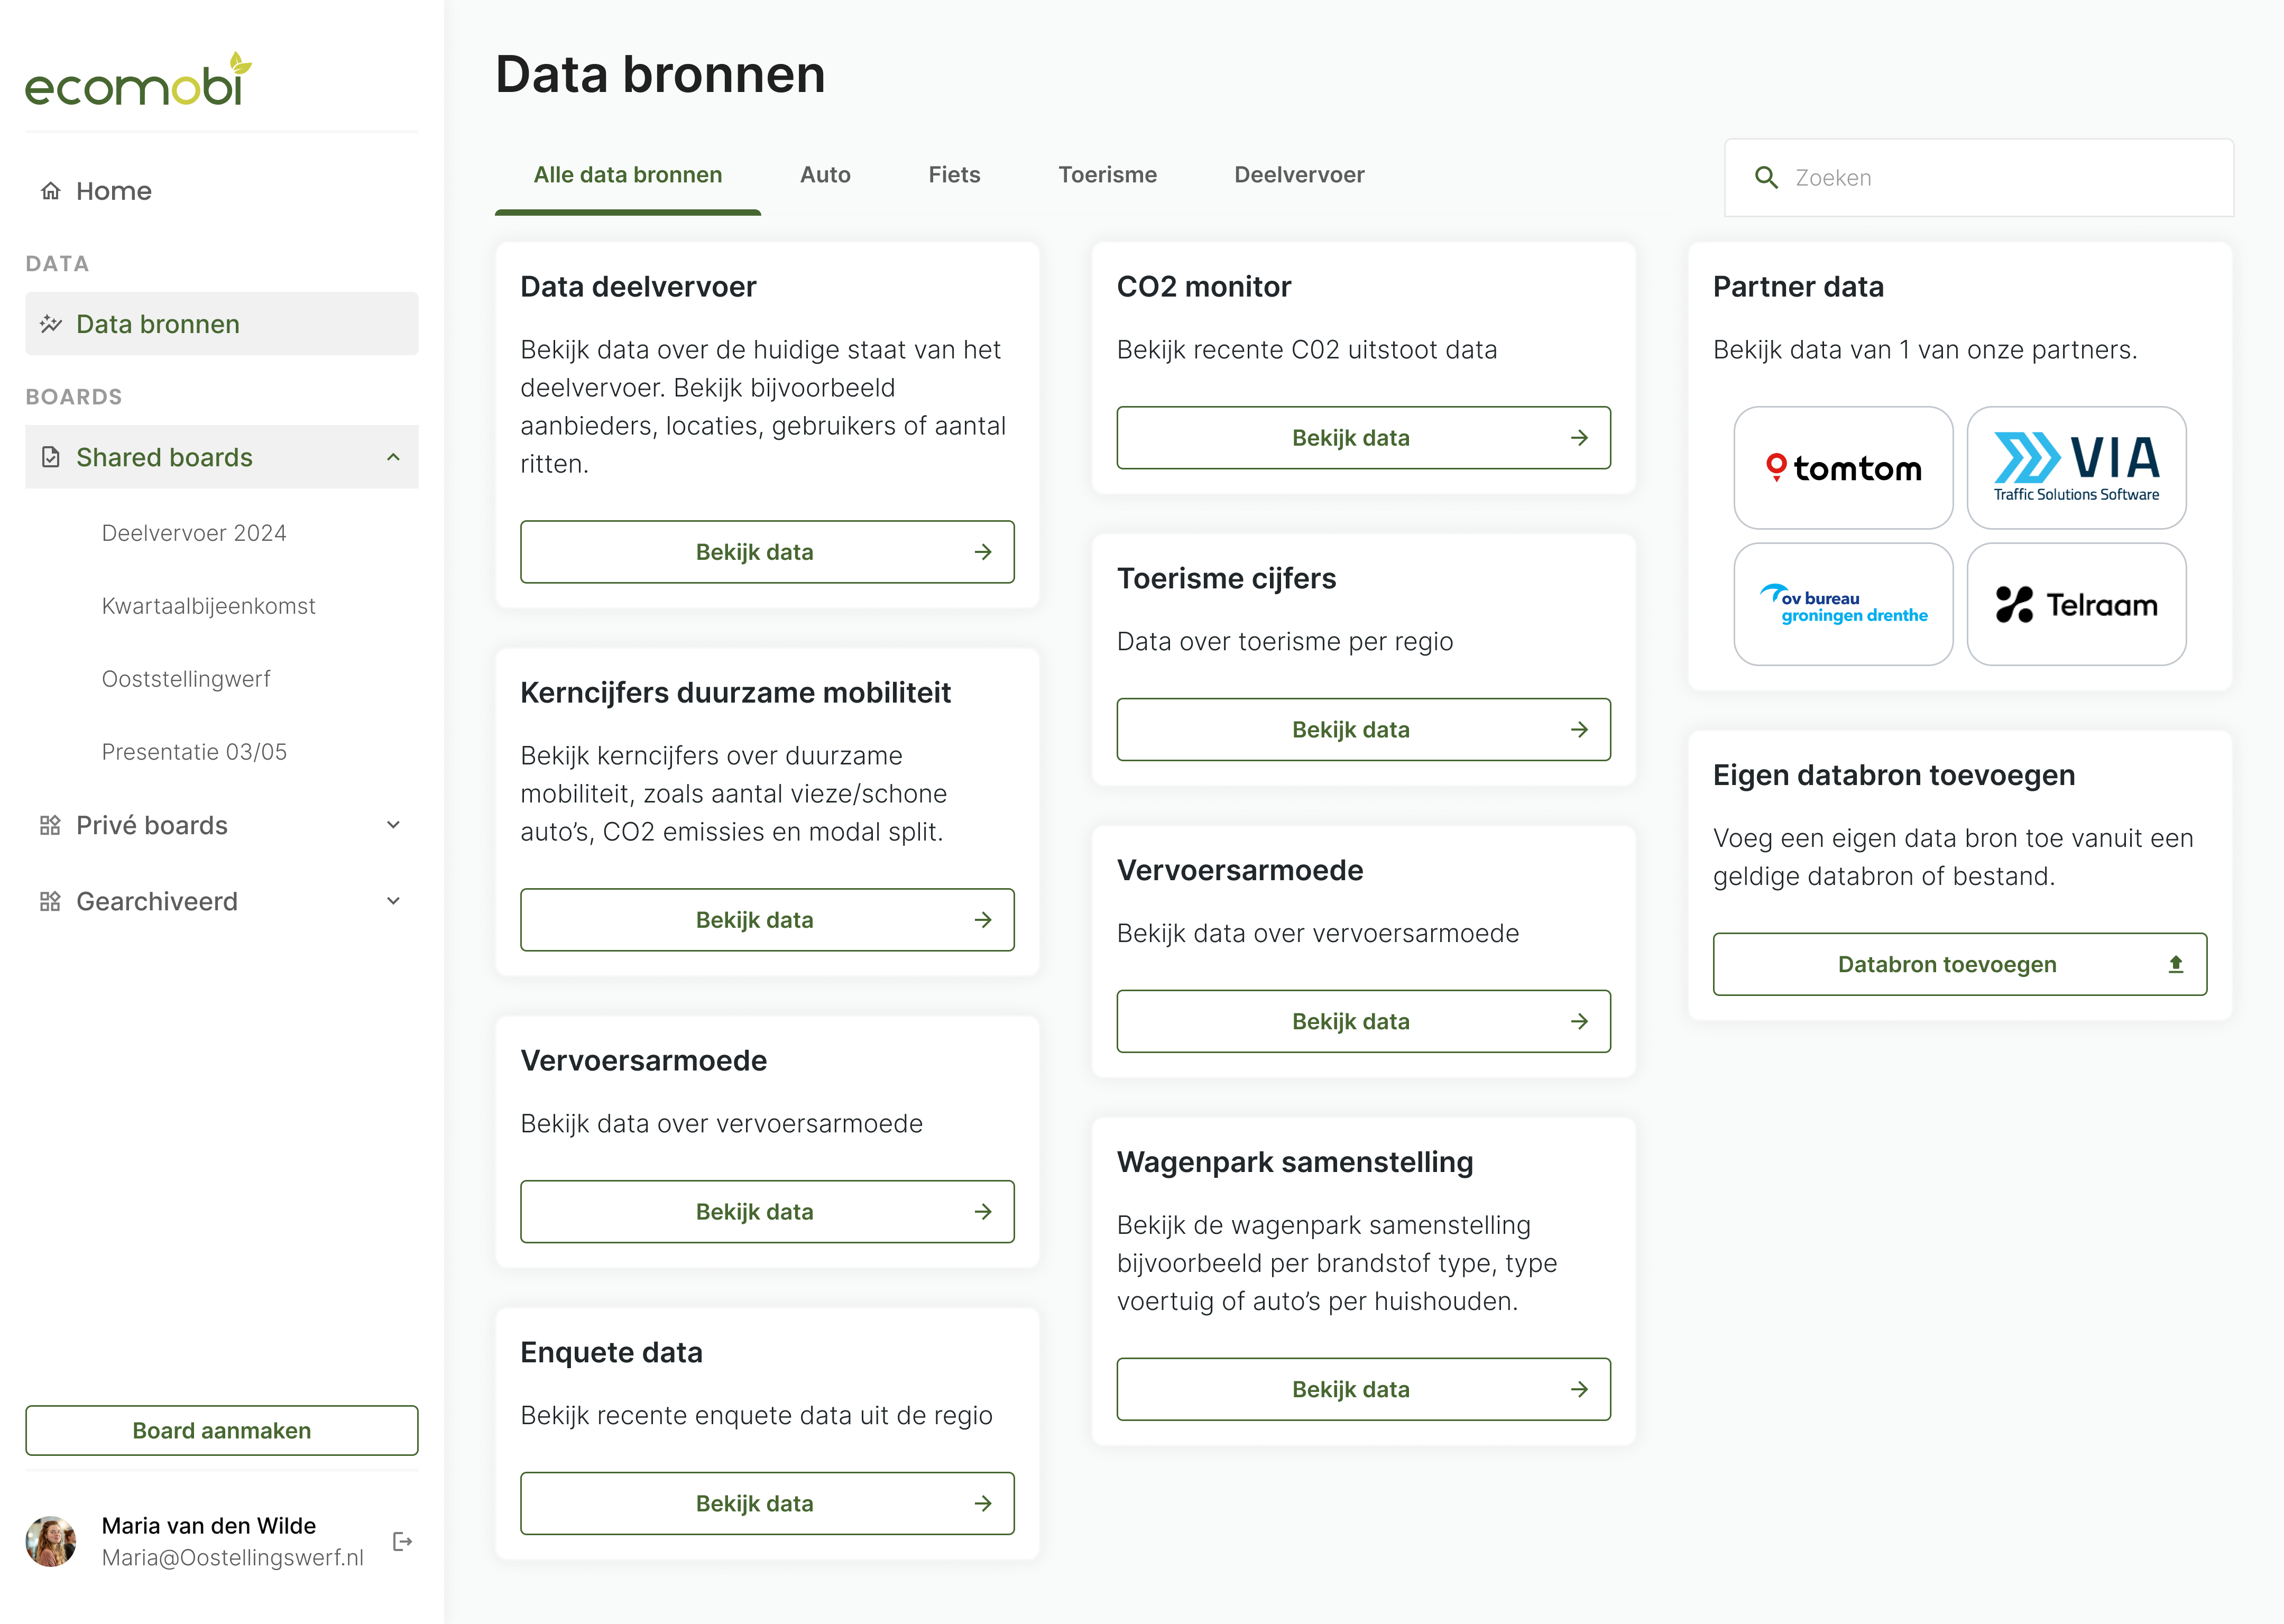 ecomobi
Home
DATA
Data bronnen
BOARDS
Shared boards
Deelvervoer 2024
Kwartaalbijeenkomst
Ooststellingwerf
Presentatie 03/05
Privé boards
Gearchiveerd
Board aanmaken
Maria van den Wilde
Maria@Oostellingswerf.nl
Data bronnen
Alle data bronnen
Auto
Fiets
Toerisme
Deelvervoer
Zoeken
Data deelvervoer
Bekijk data over de huidige staat van het
deelvervoer. Bekijk bijvoorbeeld
aanbieders, locaties, gebruikers of aantal
ritten.
Bekijk data
Kerncijfers duurzame mobiliteit
Bekijk kerncijfers over duurzame
mobiliteit, zoals aantal vieze/schone
auto’s, CO2 emissies en modal split.
Bekijk data
Vervoersarmoede
Bekijk data over vervoersarmoede
Bekijk data
Enquete data
Bekijk recente enquete data uit de regio
Bekijk data
CO2 monitor
Bekijk recente C02 uitstoot data
Bekijk data
Toerisme cijfers
Data over toerisme per regio
Bekijk data
Vervoersarmoede
Bekijk data over vervoersarmoede
Bekijk data
Wagenpark samenstelling
Bekijk de wagenpark samenstelling
bijvoorbeeld per brandstof type, type
voertuig of auto’s per huishouden.
Bekijk data
Partner data
Bekijk data van 1 van onze partners.
tomtom
VIA
Traffic Solutions Software
ov bureau
groningen drenthe
Telraam
Eigen databron toevoegen
Voeg een eigen data bron toe vanuit een
geldige databron of bestand.
Databron toevoegen